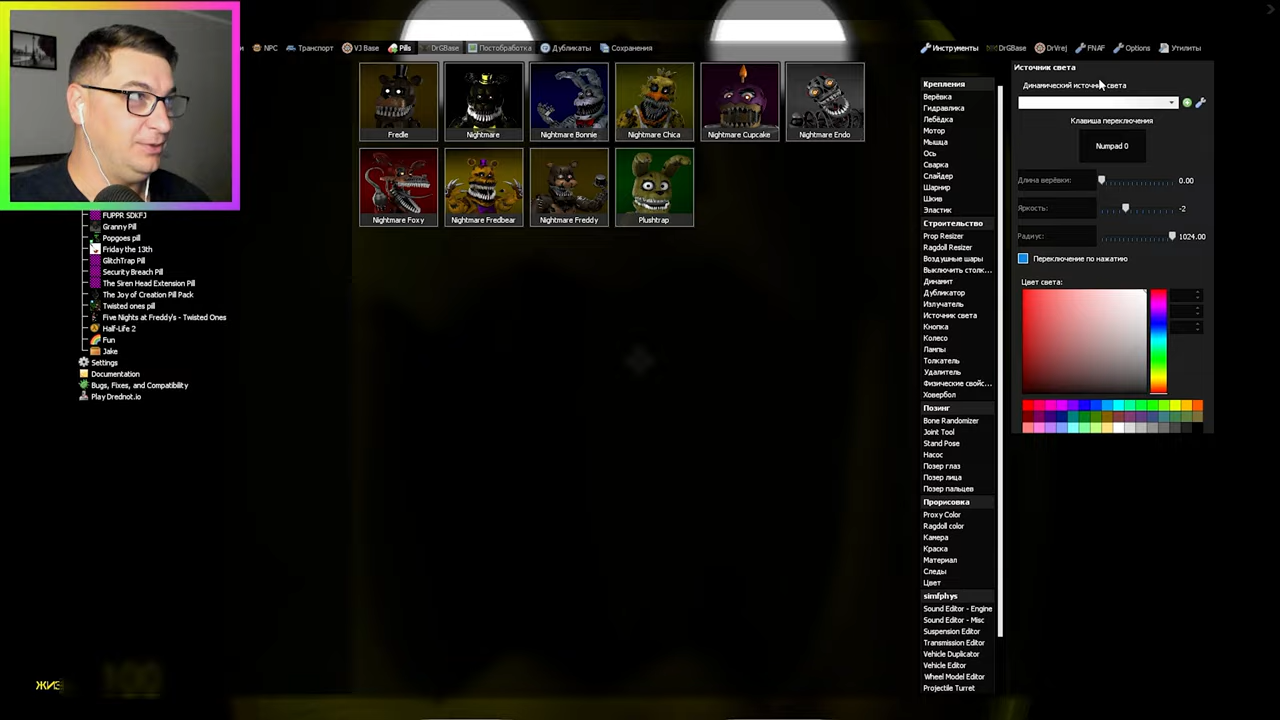 NPC
Транспорт
VJ Base
Pills
DrGBase
Постобработка
Дубликаты
Сохранения
Инструменты
DrGBase
DrVrej
FNAF
Options
Утилиты
FUPPR SDKFJ
Granny Pill
Popgoes pill
Friday the 13th
GlitchTrap Pill
Security Breach Pill
The Siren Head Extension Pill
The Joy of Creation Pill Pack
Twisted ones pill
Five Nights at Freddy's - Twisted Ones
Half-Life 2
Fun
Jake
Settings
Documentation
Bugs, Fixes, and Compatibility
Play Drednot.io
Fredle
Nightmare
Nightmare Bonnie
Nightmare Chica
Nightmare Cupcake
Nightmare Endo
Nightmare Foxy
Nightmare Fredbear
Nightmare Freddy
Plushtrap
Крепления
Верёвка
Гидравлика
Лебёдка
Мотор
Мышца
Ось
Сварка
Слайдер
Шарнир
Шкив
Эластик
Строительство
Prop Resizer
Ragdoll Resizer
Воздушные шары
Выключить столк...
Динамит
Дубликатор
Излучатель
Источник света
Кнопка
Колесо
Лампы
Толкатель
Удалитель
Физические свойс...
Ховербол
Позинг
Bone Randomizer
Joint Tool
Stand Pose
Насос
Позер глаз
Позер лица
Позер пальцев
Прорисовка
Proxy Color
Ragdoll color
Камера
Краска
Материал
Следы
Цвет
simfphys
Sound Editor - Engine
Sound Editor - Misc
Suspension Editor
Transmission Editor
Vehicle Duplicator
Vehicle Editor
Wheel Model Editor
Projectile Turret
Источник света
Динамический источник света
Клавиша переключения
Numpad 0
Длина верёвки: 0.00
Яркость: -2
Радиус: 1024.00
Переключение по нажатию
Цвет света:
100